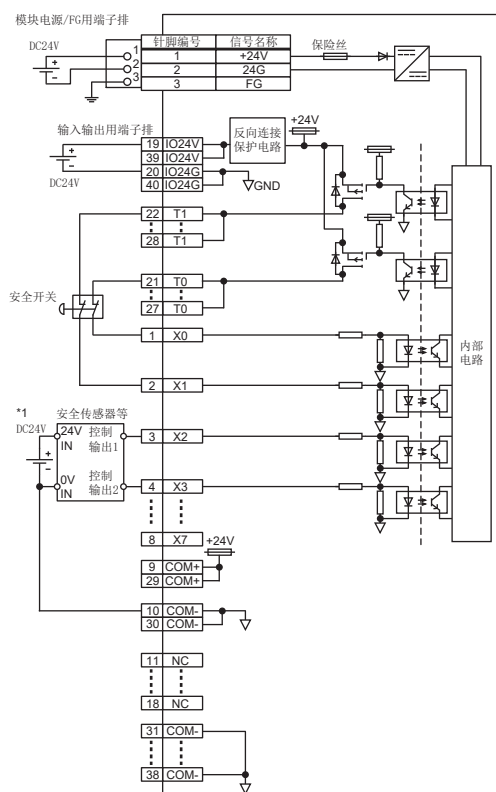 模块电源/FG用端子排
DC24V
1
2
3
+
-
针脚编号 信号名称
1 +24V
2 24G
3 FG
保险丝
输入输出用端子排
+
-
DC24V
19 IO24V
39 IO24V
20 IO24G
40 IO24G
反向连接
保护电路
+24V
GND
22 T1
28 T1
21 T0
27 T0
安全开关
1 X0
2 X1
内部
电路
*1
DC24V
+
-
安全传感器等
24V
IN
控制
输出1
0V
IN
控制
输出2
3 X2
4 X3
8 X7
+24V
9 COM+
29 COM+
10 COM-
30 COM-
11 NC
18 NC
31 COM-
38 COM-